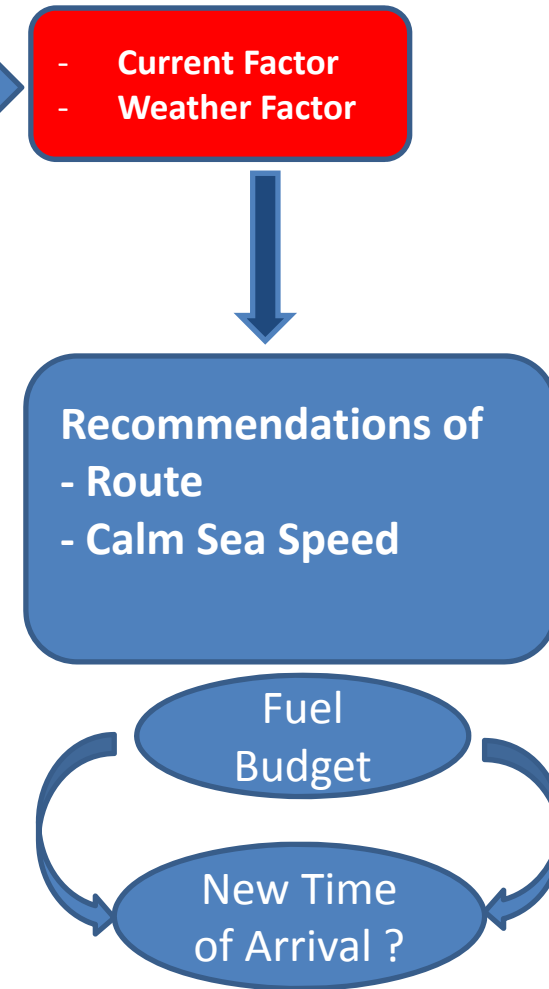 - Current Factor
- Weather Factor
Recommendations of
- Route
- Calm Sea Speed
Fuel
Budget
New Time
of Arrival ?